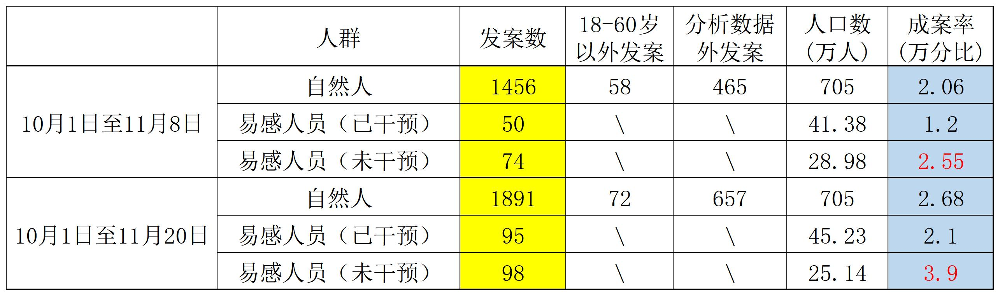 人群 发案数 18-60岁以外发案 分析数据外发案 人口数(万人) 成案率(万分比)
10月1日至11月8日 自然人 1456 58 465 705 2.06
易感人员（已干预） 50 \ \ 41.38 1.2
易感人员（未干预） 74 \ \ 28.98 2.55
10月1日至11月20日 自然人 1891 72 657 705 2.68
易感人员（已干预） 95 \ \ 45.23 2.1
易感人员（未干预） 98 \ \ 25.14 3.9